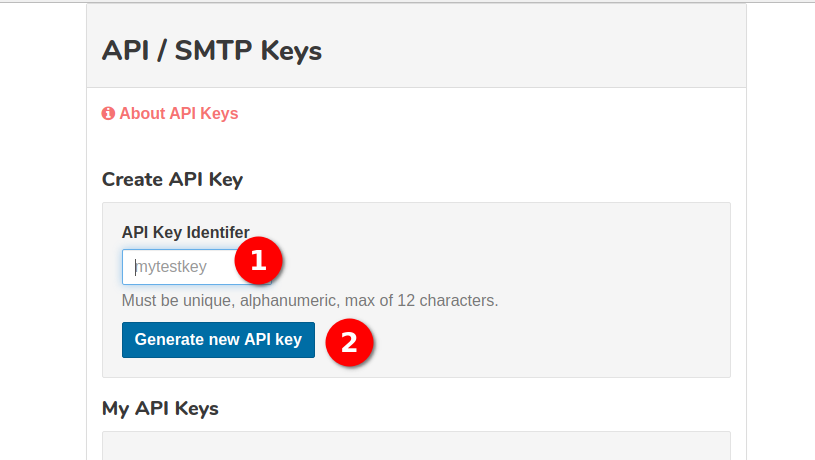 API / SMTP Keys
About API Keys
Create API Key
API Key Identifer
mytestkey
1
Must be unique, alphanumeric, max of 12 characters.
Generate new API key
2
My API Keys